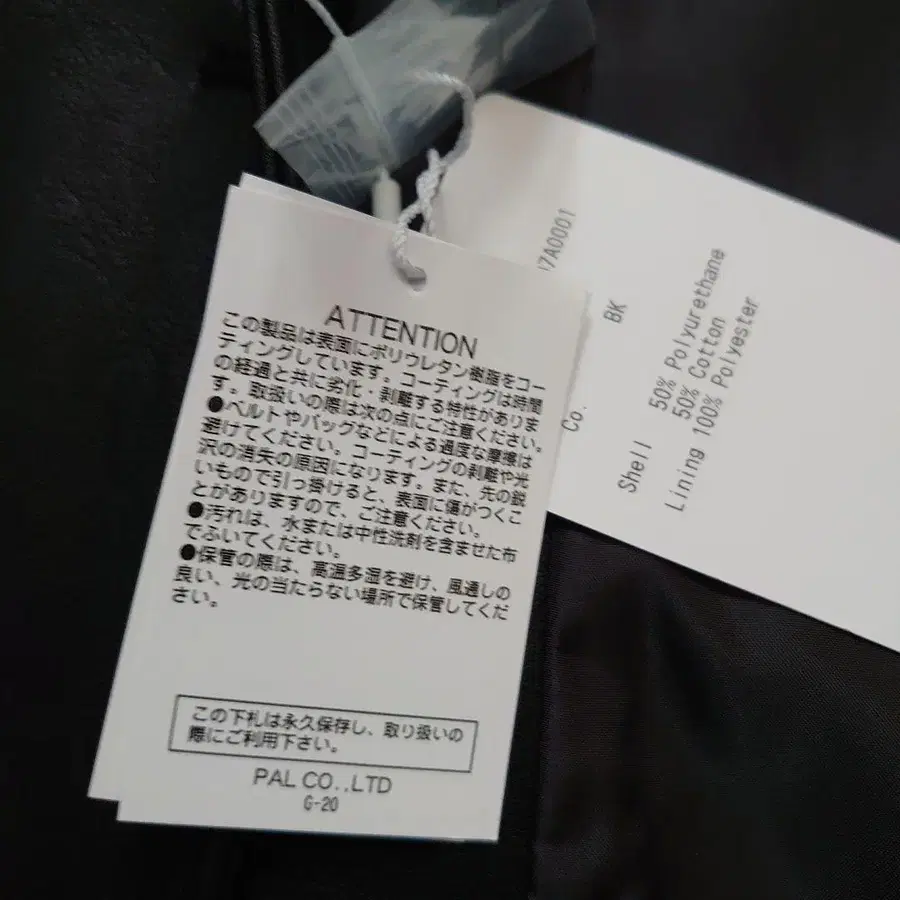 ATTENTION
この製品は表面にポリウレタン樹脂をコー
ティングしています。コーティングは時間
の経過と共に劣化・剥離する特性がありま
す。取扱いの際は次の点にご注意ください。
●ベルトやバッグなどによる過度な摩擦は
避けてください。コーティングの剥離や光
沢の消失の原因になります。また、先の鋭
いもので引っ掛けると、表面に傷がつくこ
とがありますので、ご注意ください。
●汚れは、水または中性洗剤を含ませた布
でふいてください。
●保管の際は、高温多湿を避け、風通しの
良い、光の当たらない場所で保管してくだ
さい。
この下札は永久保存し、取り扱いの
際にご利用下さい。
PAL CO.,LTD
G-20
7A0001
BK
Co.
Shell 50% Polyurethane
50% Cotton
Lining 100% Polyester